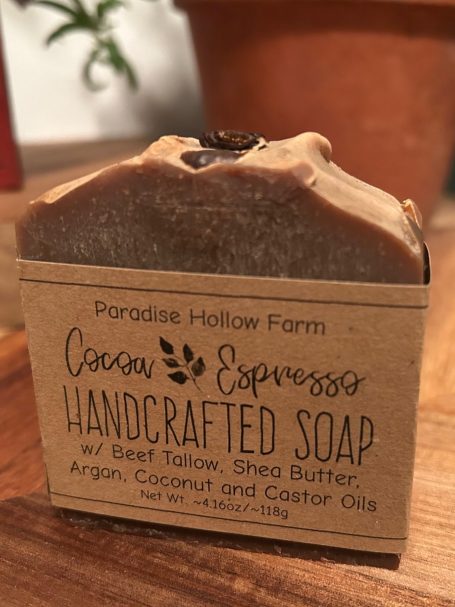 Paradise Hollow Farm
Cocoa Espresso
HANDCRAFTED SOAP
w/ Beef Tallow, Shea Butter,
Argan, Coconut and Castor Oils
Net Wt. ~4.16oz/~118g